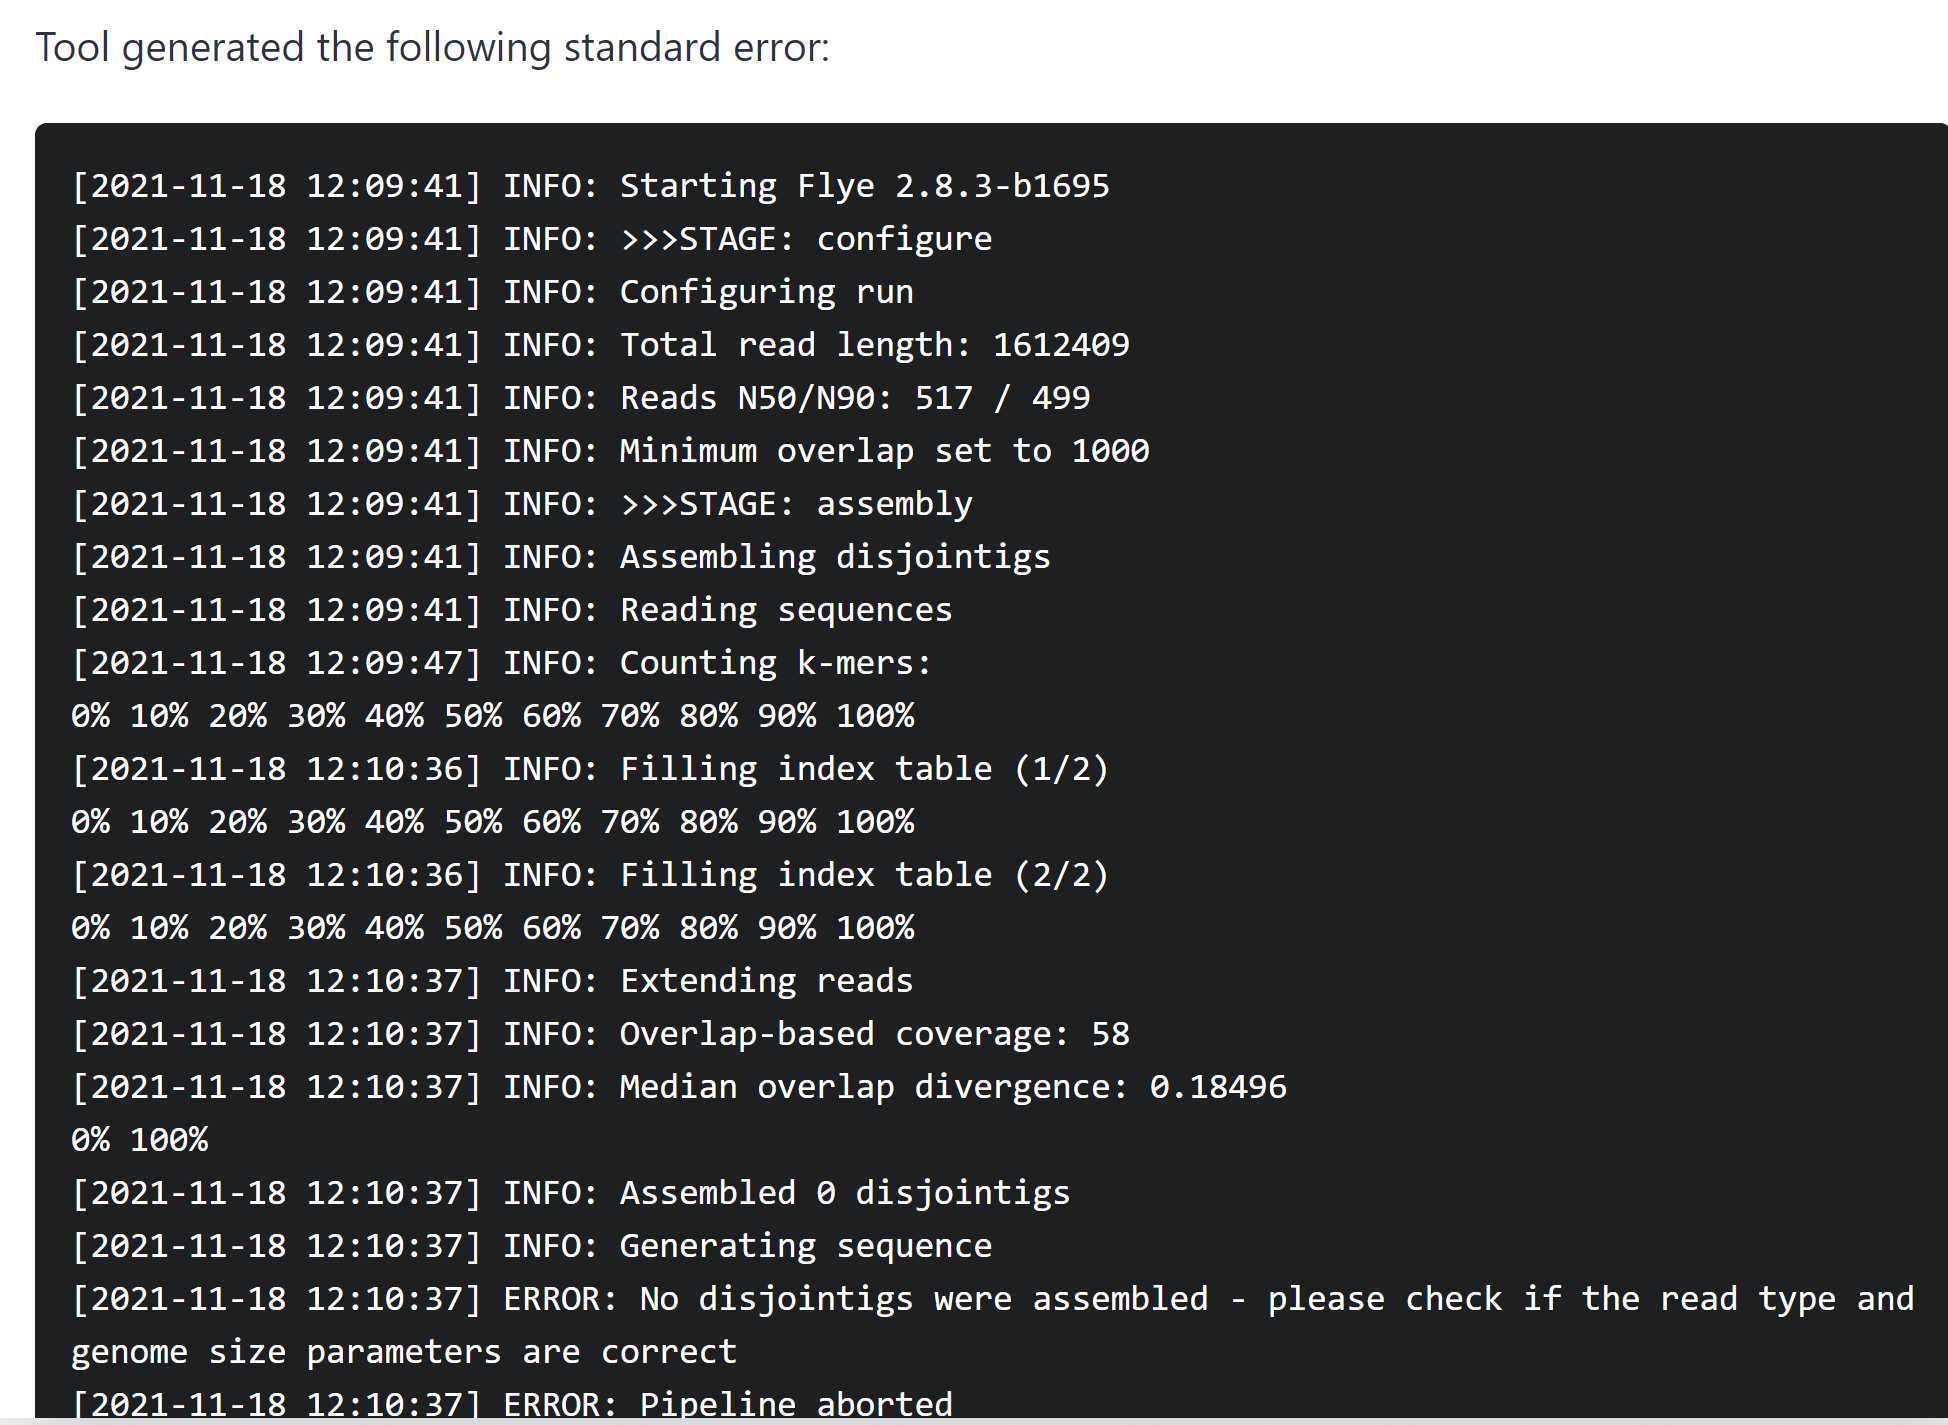 Tool generated the following standard error:
[2021-11-18 12:09:41] INFO: Starting Flye 2.8.3-b1695
[2021-11-18 12:09:41] INFO: >>>STAGE: configure
[2021-11-18 12:09:41] INFO: Configuring run
[2021-11-18 12:09:41] INFO: Total read length: 1612409
[2021-11-18 12:09:41] INFO: Reads N50/N90: 517 / 499
[2021-11-18 12:09:41] INFO: Minimum overlap set to 1000
[2021-11-18 12:09:41] INFO: >>>STAGE: assembly
[2021-11-18 12:09:41] INFO: Assembling disjointigs
[2021-11-18 12:09:41] INFO: Reading sequences
[2021-11-18 12:09:47] INFO: Counting k-mers:
0% 10% 20% 30% 40% 50% 60% 70% 80% 90% 100%
[2021-11-18 12:10:36] INFO: Filling index table (1/2)
0% 10% 20% 30% 40% 50% 60% 70% 80% 90% 100%
[2021-11-18 12:10:36] INFO: Filling index table (2/2)
0% 10% 20% 30% 40% 50% 60% 70% 80% 90% 100%
[2021-11-18 12:10:37] INFO: Extending reads
[2021-11-18 12:10:37] INFO: Overlap-based coverage: 58
[2021-11-18 12:10:37] INFO: Median overlap divergence: 0.18496
0% 100%
[2021-11-18 12:10:37] INFO: Assembled 0 disjointigs
[2021-11-18 12:10:37] INFO: Generating sequence
[2021-11-18 12:10:37] ERROR: No disjointigs were assembled - please check if the read type and
genome size parameters are correct
[2021-11-18 12:10:37] ERROR: Pipeline aborted